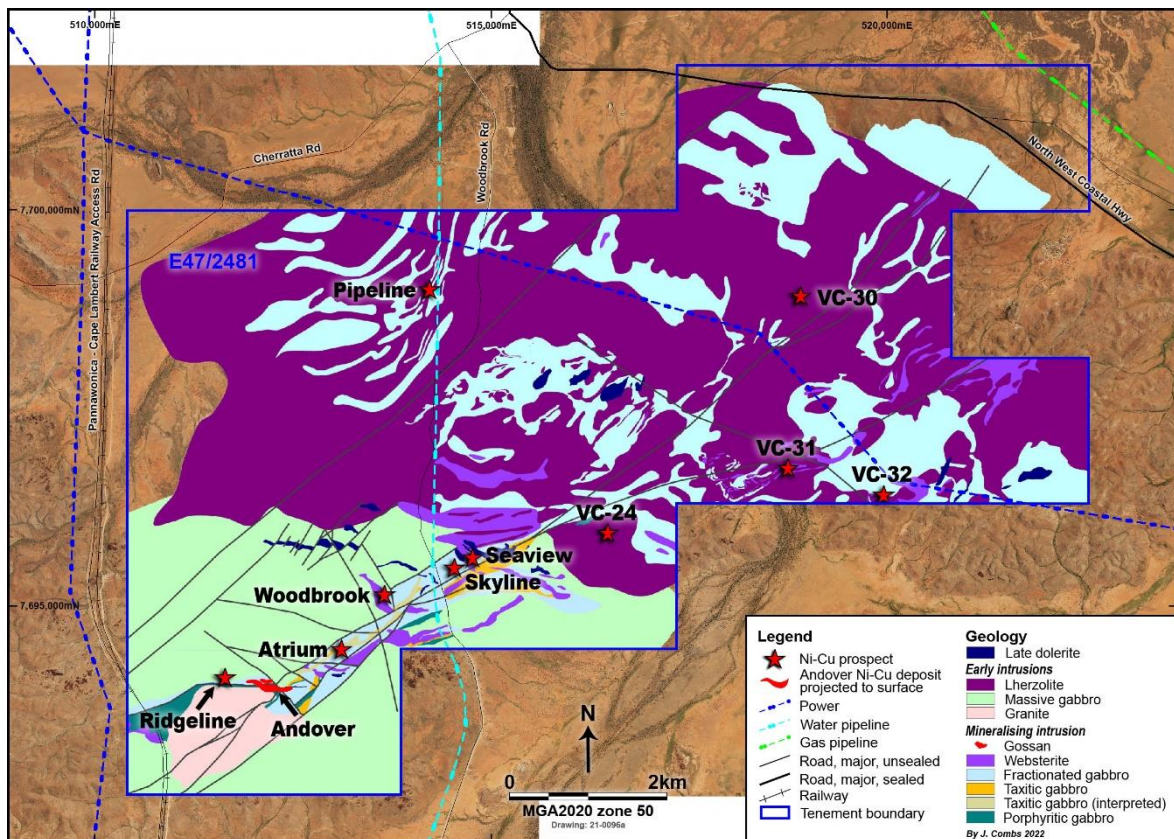 510,000mE
515,000mE
520,000mE
Cherratta Rd
Woodbrook Rd
North West Coastal Hwy
Pannawonica - Cape Lambert Railway Access Rd
7,700,000mN
E47/2481
Pipeline
VC-30
VC-31
VC-32
VC-24
Seaview
Skyline
Woodbrook
7,695,000mN
Atrium
Ridgeline
Andover
N
0 2km
MGA2020 zone 50
Drawing: 21-0096a
Legend
Ni-Cu prospect
Andover Ni-Cu deposit
projected to surface
Power
Water pipeline
Gas pipeline
Road, major, unsealed
Road, major, sealed
Railway
Tenement boundary
Geology
Late dolerite
Early intrusions
Lherzolite
Massive gabbro
Granite
Mineralising intrusion
Gossan
Websterite
Fractionated gabbro
Taxitic gabbro
Taxitic gabbro (interpreted)
Porphyritic gabbro
By J. Combs 2022